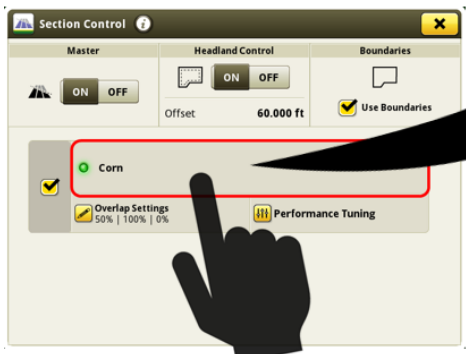 Section Control i
Master
Headland Control
Boundaries
ON OFF
ON OFF
Offset 60.000 ft
Use Boundaries
Corn
Overlap Settings
50% | 100% | 0%
Performance Tuning